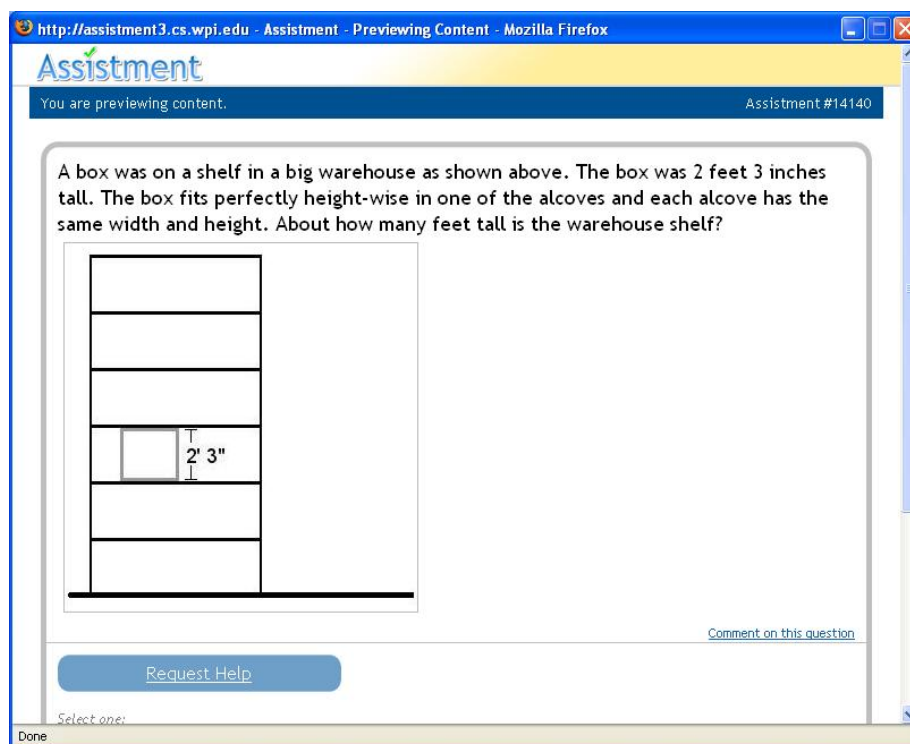 http://assistment3.cs.wpi.edu - Assistment - Previewing Content - Mozilla Firefox
Assistment
You are previewing content. Assistment #14140
A box was on a shelf in a big warehouse as shown above. The box was 2 feet 3 inches
tall. The box fits perfectly height-wise in one of the alcoves and each alcove has the
same width and height. About how many feet tall is the warehouse shelf?
2' 3"
Comment on this question
Request Help
Select one:
Done